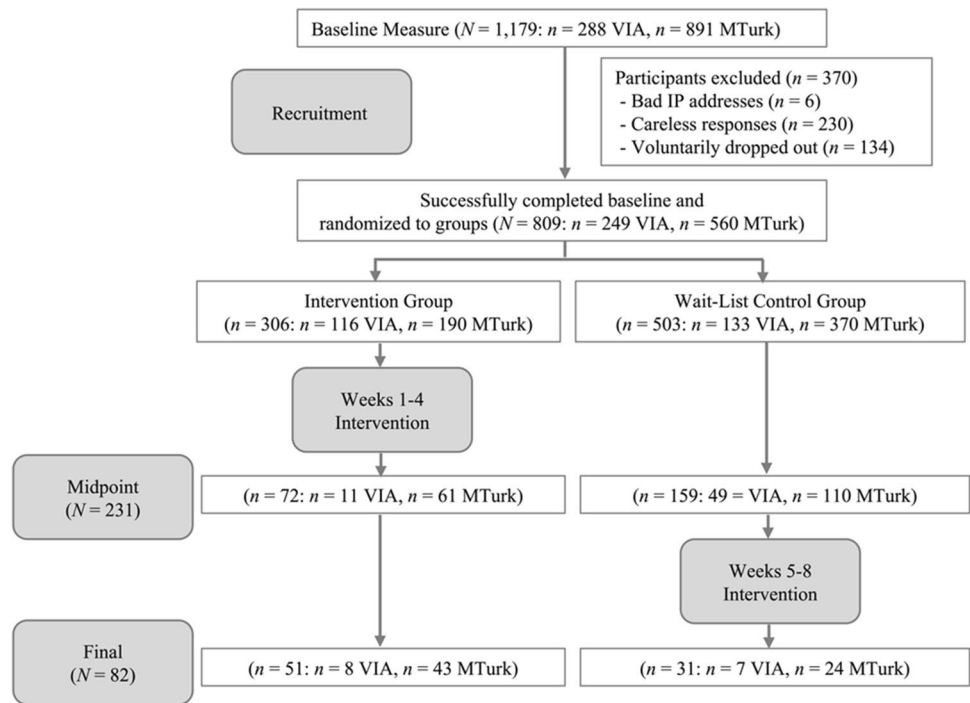 Baseline Measure (N = 1,179: n = 288 VIA, n = 891 MTurk)
Recruitment
Participants excluded (n = 370)
- Bad IP addresses (n = 6)
- Careless responses (n = 230)
- Voluntarily dropped out (n = 134)
Successfully completed baseline and
randomized to groups (N = 809: n = 249 VIA, n = 560 MTurk)
Intervention Group
(n = 306: n = 116 VIA, n = 190 MTurk)
Wait-List Control Group
(n = 503: n = 133 VIA, n = 370 MTurk)
Weeks 1-4
Intervention
Midpoint
(N = 231)
(n = 72: n = 11 VIA, n = 61 MTurk)
(n = 159: 49 = VIA, n = 110 MTurk)
Weeks 5-8
Intervention
Final
(N = 82)
(n = 51: n = 8 VIA, n = 43 MTurk)
(n = 31: n = 7 VIA, n = 24 MTurk)